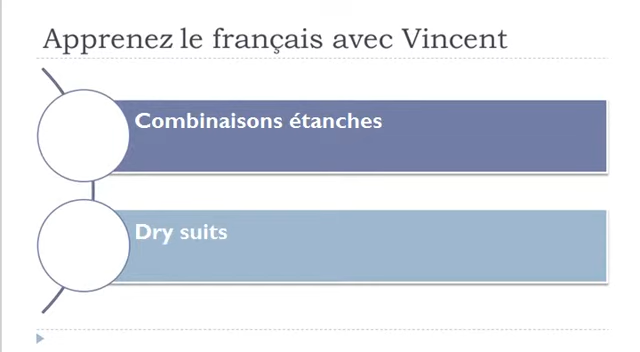 Apprenez le français avec Vincent
Combinaisons étanches
Dry suits